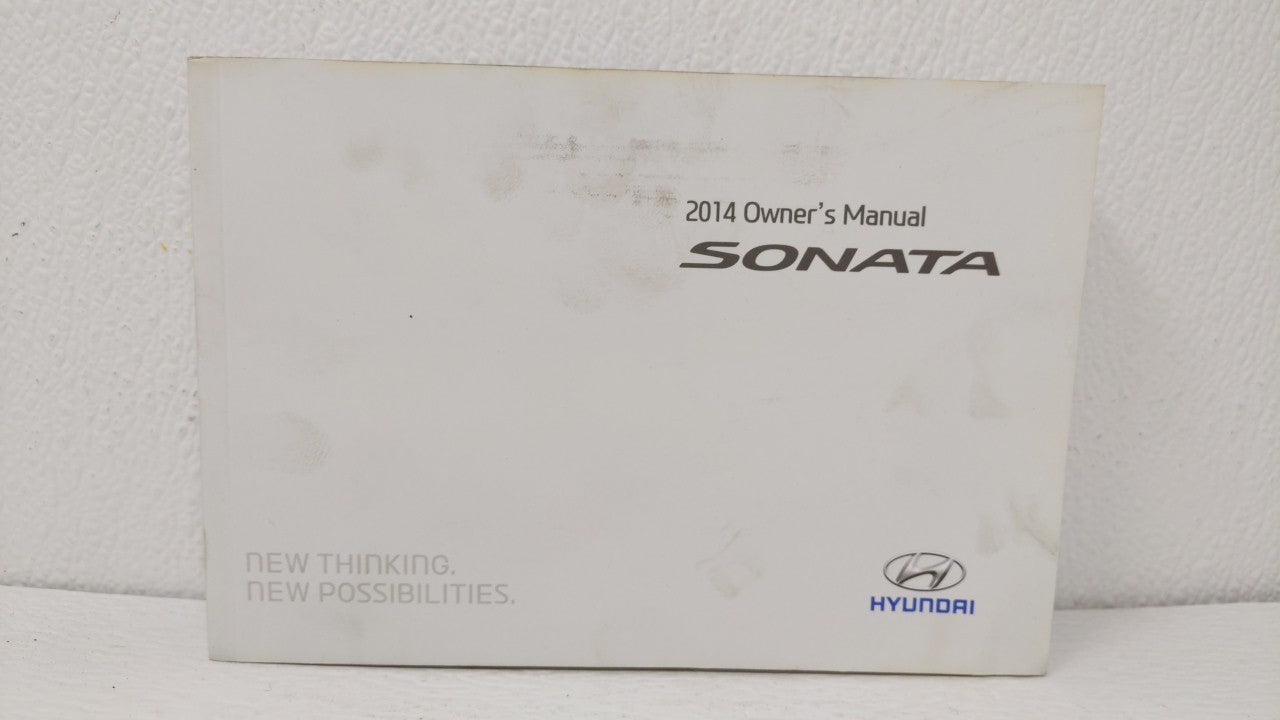 2014 Owner's Manual
SONATA
NEW THINKING.
NEW POSSIBILITIES.
HYUNDAI